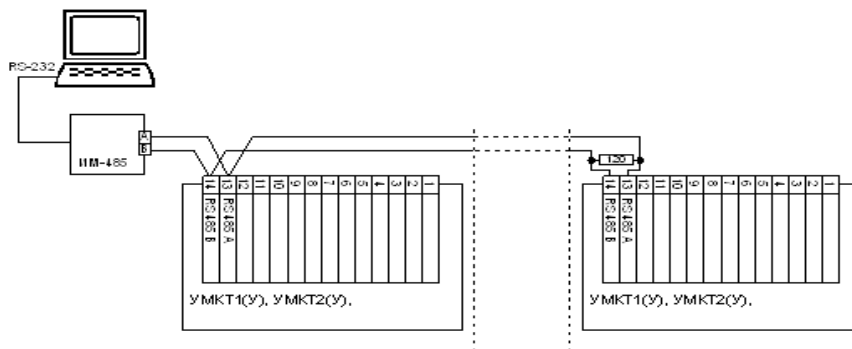 RS-232
A
B
ИМ-485
120
14 13 12 11 10 9 8 7 6 5 4 3 2 1
RS 485 B
RS 485 A
14 13 12 11 10 9 8 7 6 5 4 3 2 1
RS 485 B
RS 485 A
УМКТ1(У), УМКТ2(У),
УМКТ1(У), УМКТ2(У),